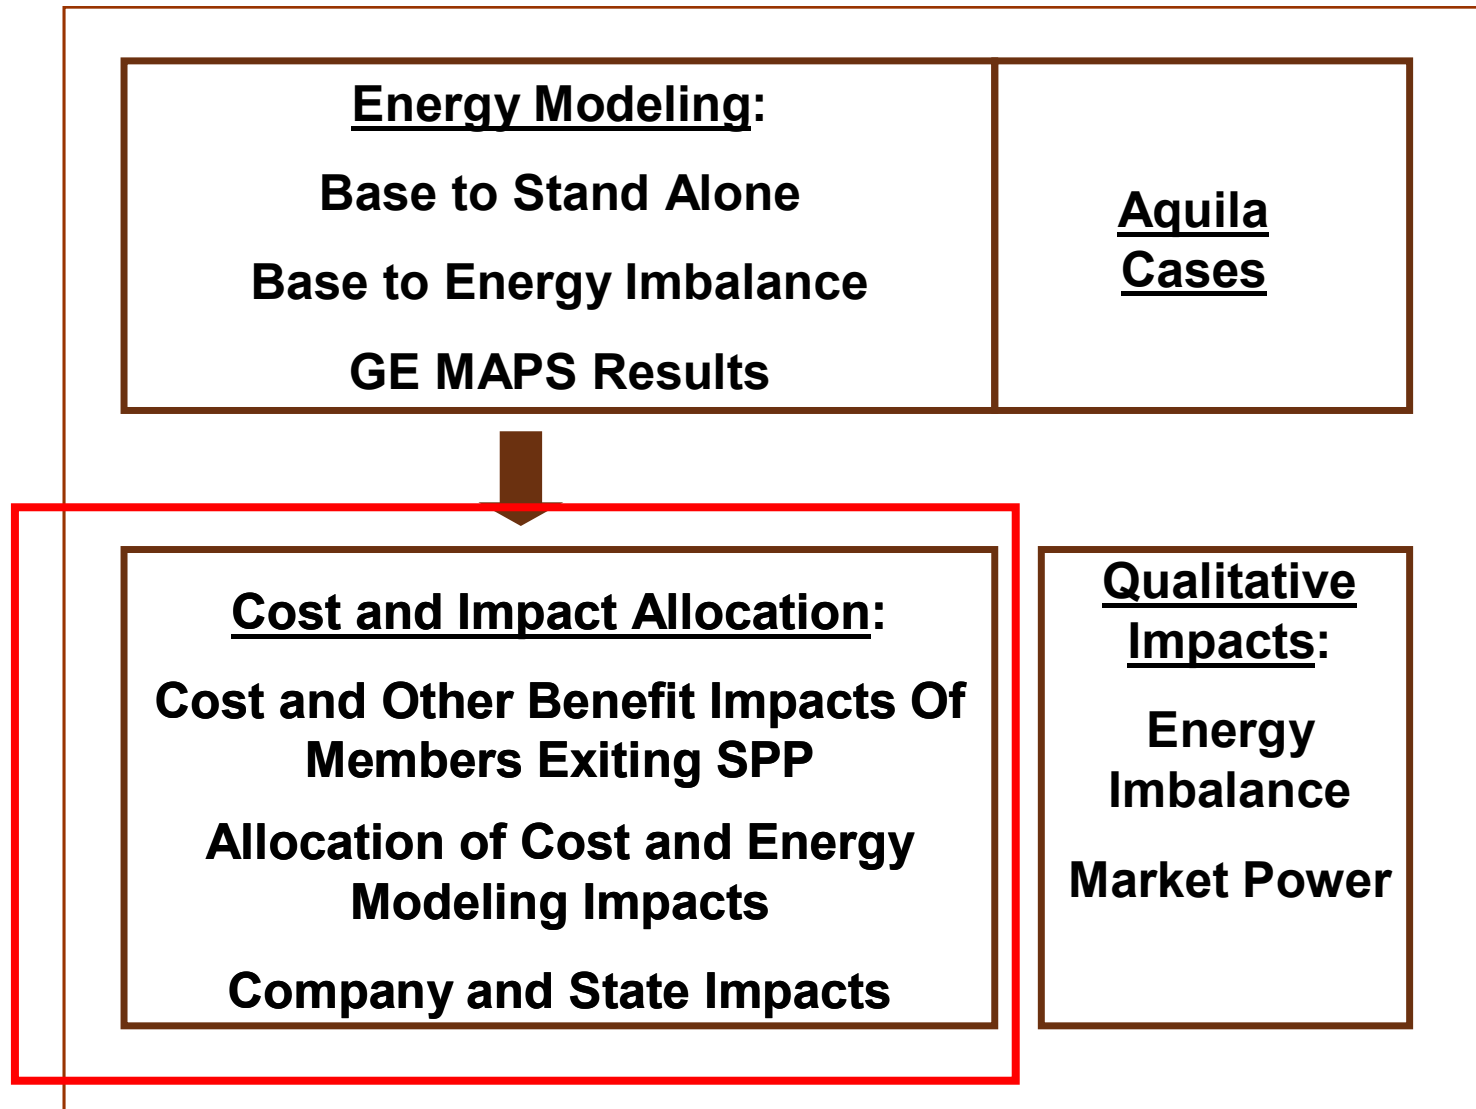 Energy Modeling:
Base to Stand Alone
Base to Energy Imbalance
GE MAPS Results
Aquila
Cases
Cost and Impact Allocation:
Cost and Other Benefit Impacts Of
Members Exiting SPP
Allocation of Cost and Energy
Modeling Impacts
Company and State Impacts
Qualitative
Impacts:
Energy
Imbalance
Market Power